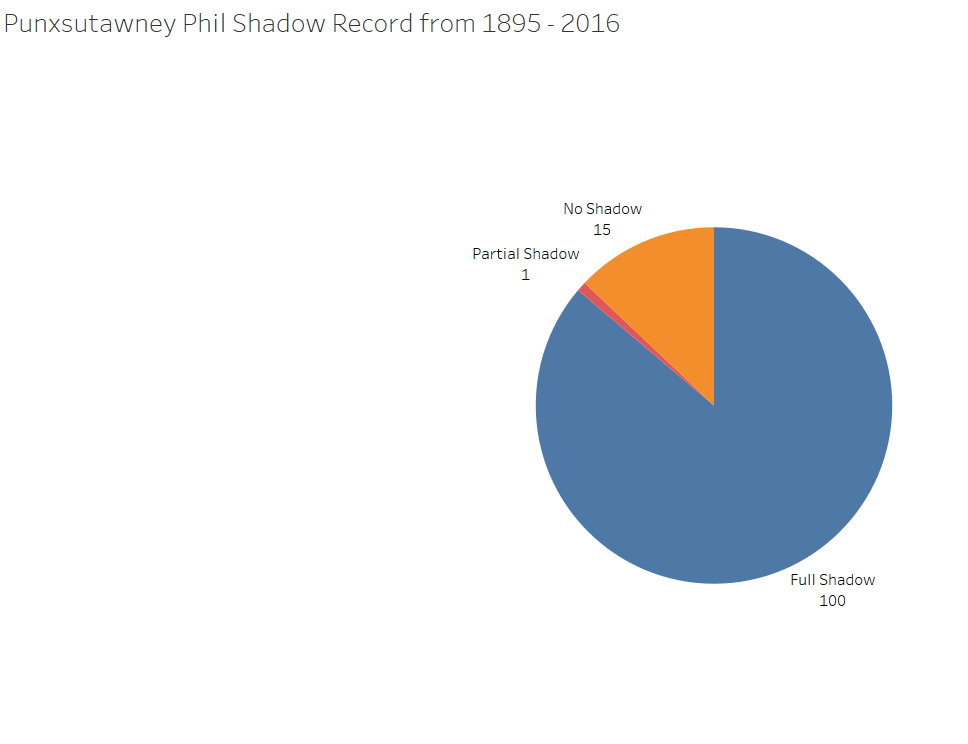 Punxsutawney Phil Shadow Record from 1895 - 2016
No Shadow
15
Partial Shadow
1
Full Shadow
100